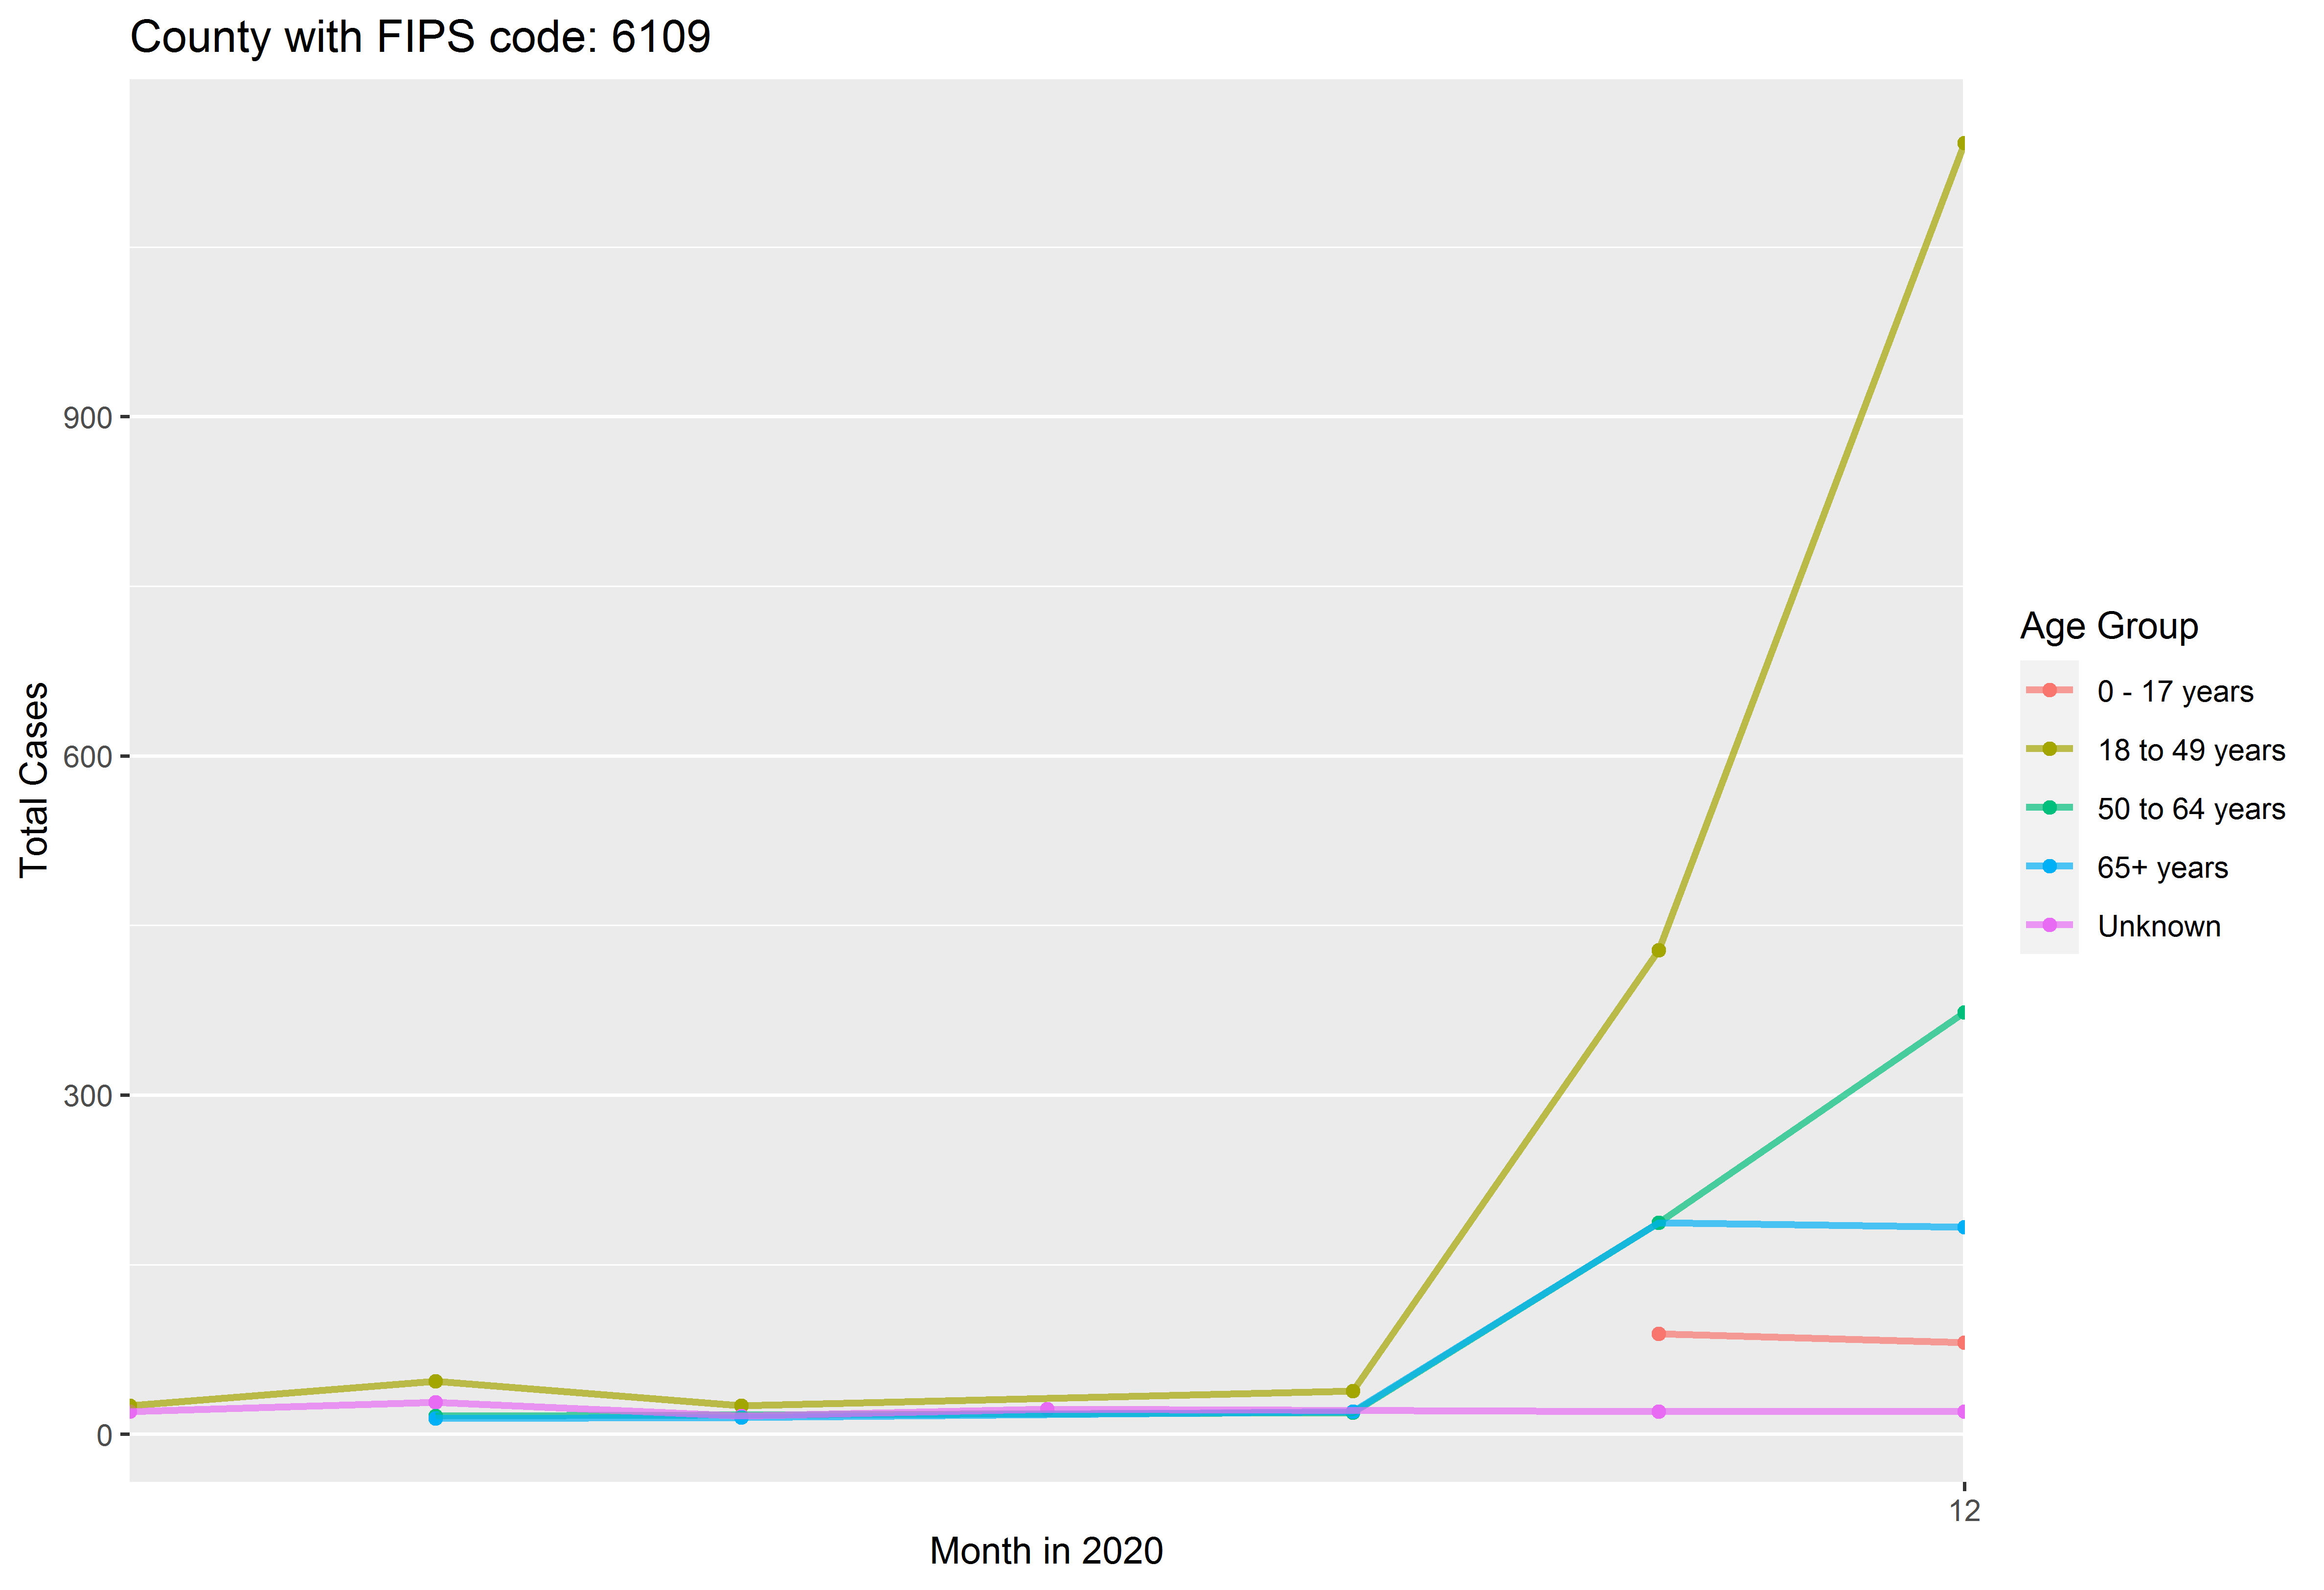 County with FIPS code: 6109
Total Cases
900
600
300
0
12
Month in 2020
Age Group
0 - 17 years
18 to 49 years
50 to 64 years
65+ years
Unknown